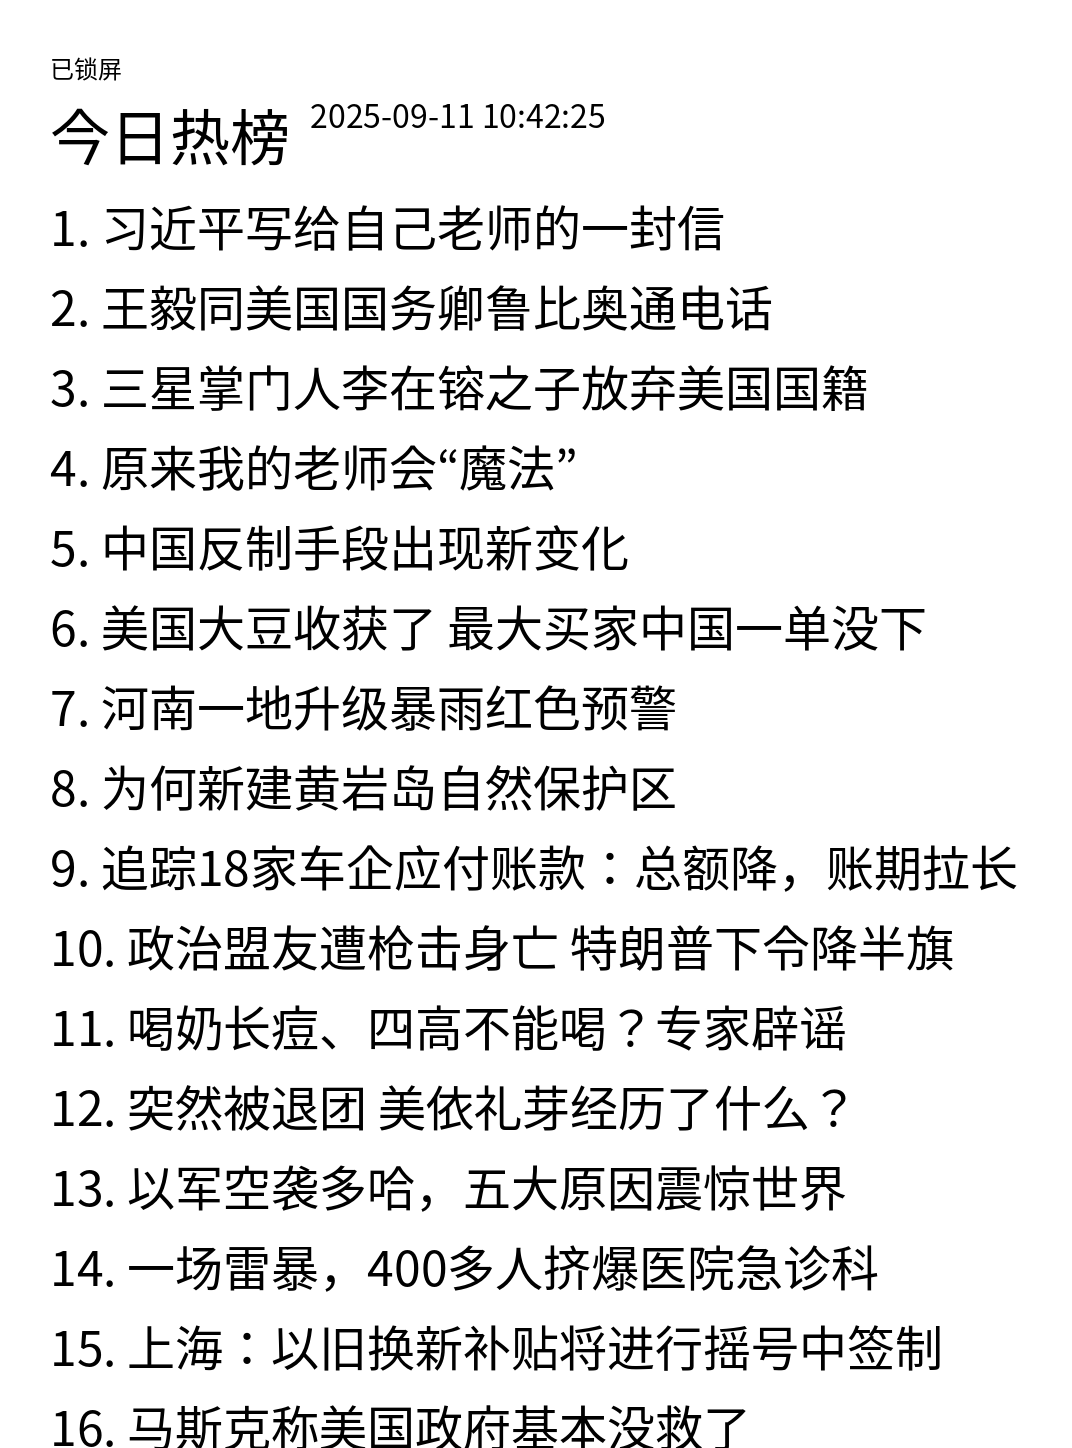 已锁屏
今日热榜 2025-09-11 10:42:25
1. 习近平写给自己老师的一封信
2. 王毅同美国国务卿鲁比奥通电话
3. 三星掌门人李在镕之子放弃美国国籍
4. 原来我的老师会“魔法”
5. 中国反制手段出现新变化
6. 美国大豆收获了 最大买家中国一单没下
7. 河南一地升级暴雨红色预警
8. 为何新建黄岩岛自然保护区
9. 追踪18家车企应付账款：总额降，账期拉长
10. 政治盟友遭枪击身亡 特朗普下令降半旗
11. 喝奶长痘、四高不能喝？专家辟谣
12. 突然被退团 美依礼芽经历了什么？
13. 以军空袭多哈，五大原因震惊世界
14. 一场雷暴，400多人挤爆医院急诊科
15. 上海：以旧换新补贴将进行摇号中签制
16. 马斯克称美国政府基本没救了